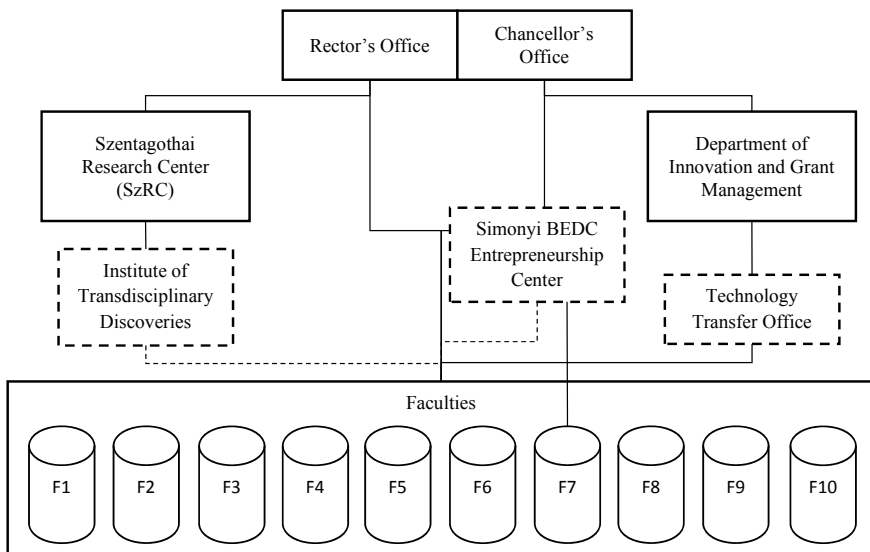 Rector’s Office
Chancellor’s
Office
Szentagothai
Research Center
(SzRC)
Department of
Innovation and Grant
Management
Simonyi BEDC
Entrepreneurship
Center
Institute of
Transdisciplinary
Discoveries
Technology
Transfer Office
Faculties
F1
F2
F3
F4
F5
F6
F7
F8
F9
F10